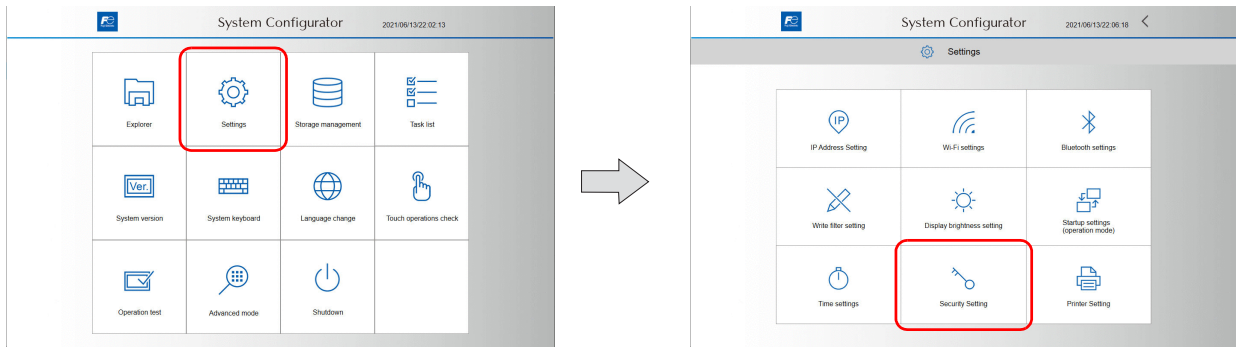 Fe System Configurator 2021/06/13/22:02:13
Explorer Settings Storage management Task list
Ver.
System version System keyboard Language change Touch operations check
Operation test Advanced mode Shutdown
Fe System Configurator 2021/06/13/22:06:18
Settings
IP
IP Address Setting Wi-Fi settings Bluetooth settings
Write filter setting Display brightness setting Startup settings
(operation mode)
Time settings Security Setting Printer Setting